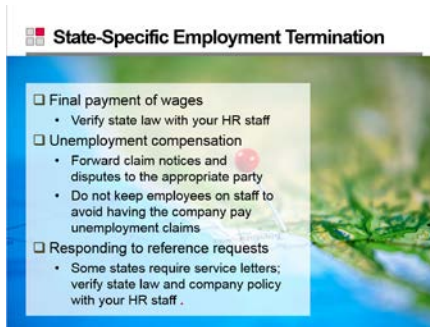 State-Specific Employment Termination
❑ Final payment of wages
• Verify state law with your HR staff
❑ Unemployment compensation
• Forward claim notices and
disputes to the appropriate party
• Do not keep employees on staff to
avoid having the company pay
unemployment claims
❑ Responding to reference requests
• Some states require service letters;
verify state law and company policy
with your HR staff .